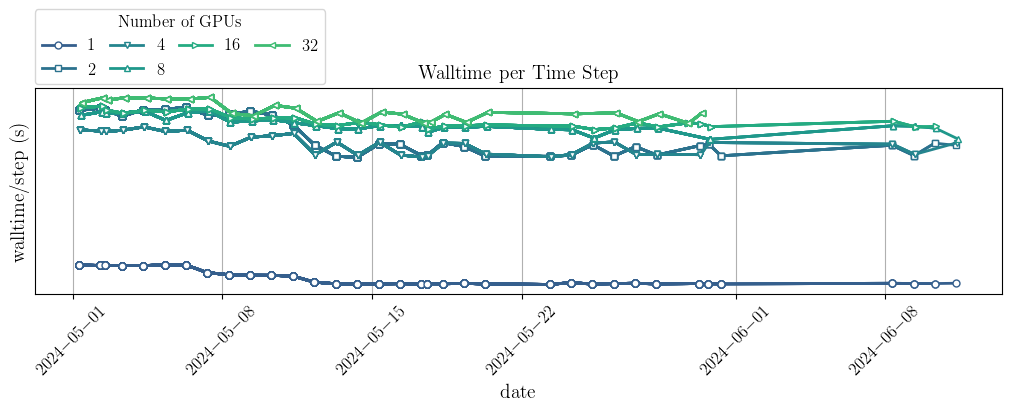 Number of GPUs
1 4 16 32
2 8
Walltime per Time Step
walltime/step (s)
2024−05−01 2024−05−08 2024−05−15 2024−05−22 2024−06−01 2024−06−08
date